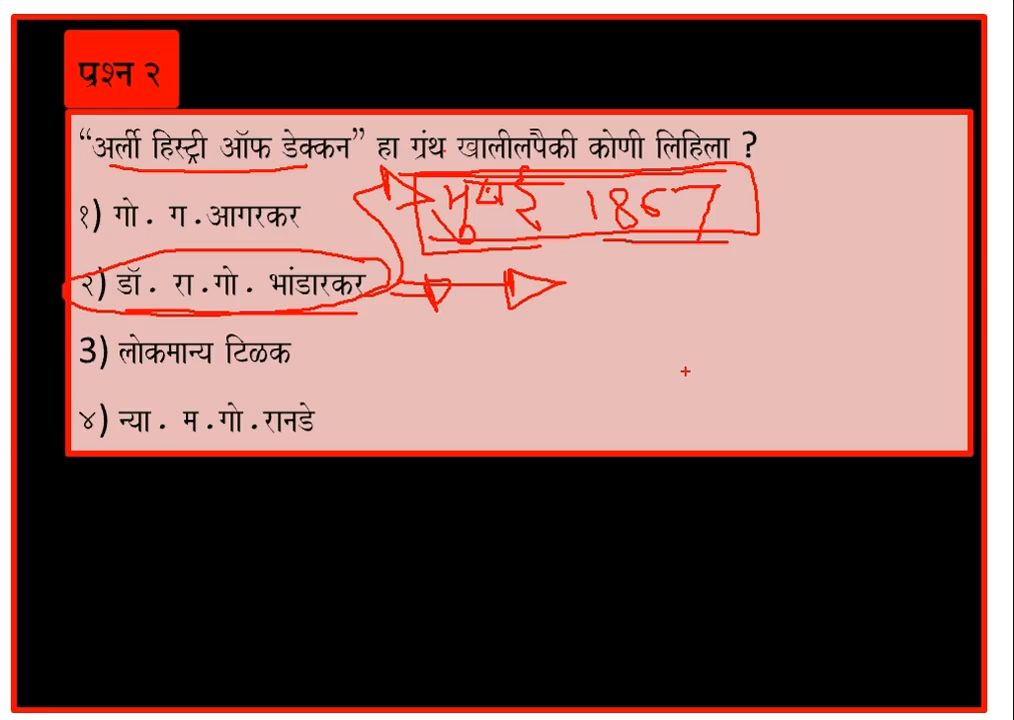 प्रश्न २
“अर्ली हिस्ट्री ऑफ डेक्कन” हा ग्रंथ खालीलपैकी कोणी लिहिला ?
मुंबई 1867
१) गो. ग.आगरकर
२) डॉ. रा.गो. भांडारकर
3) लोकमान्य टिळक
४) न्या. म.गो.रानडे